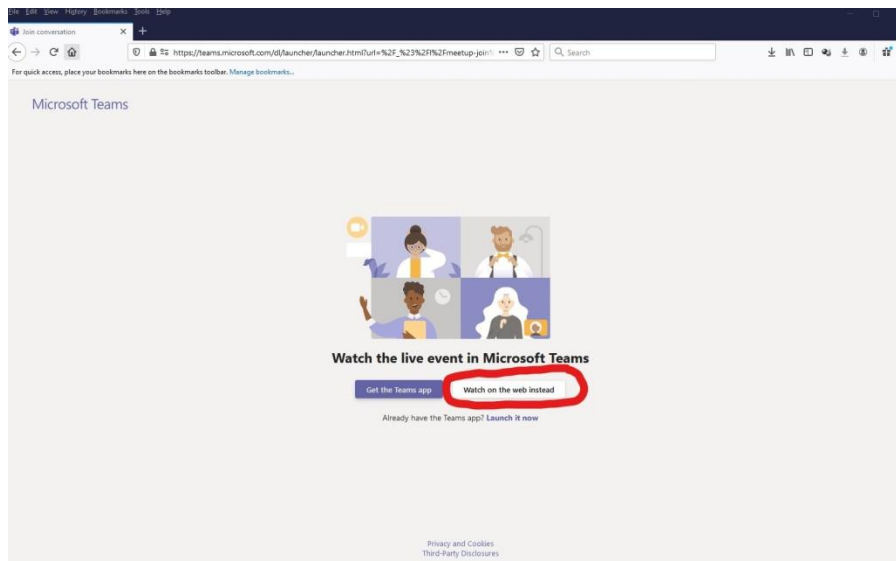 File Edit View History Bookmarks Tools Help
Join conversation
https://teams.microsoft.com/dl/launcher/launcher.html?url=%2F_%23%2Fl%2Fmeetup-join%
Search
For quick access, place your bookmarks here on the bookmarks toolbar. Manage bookmarks...
Microsoft Teams
Watch the live event in Microsoft Teams
Get the Teams app
Watch on the web instead
Already have the Teams app? Launch it now
Privacy and Cookies
Third-Party Disclosures